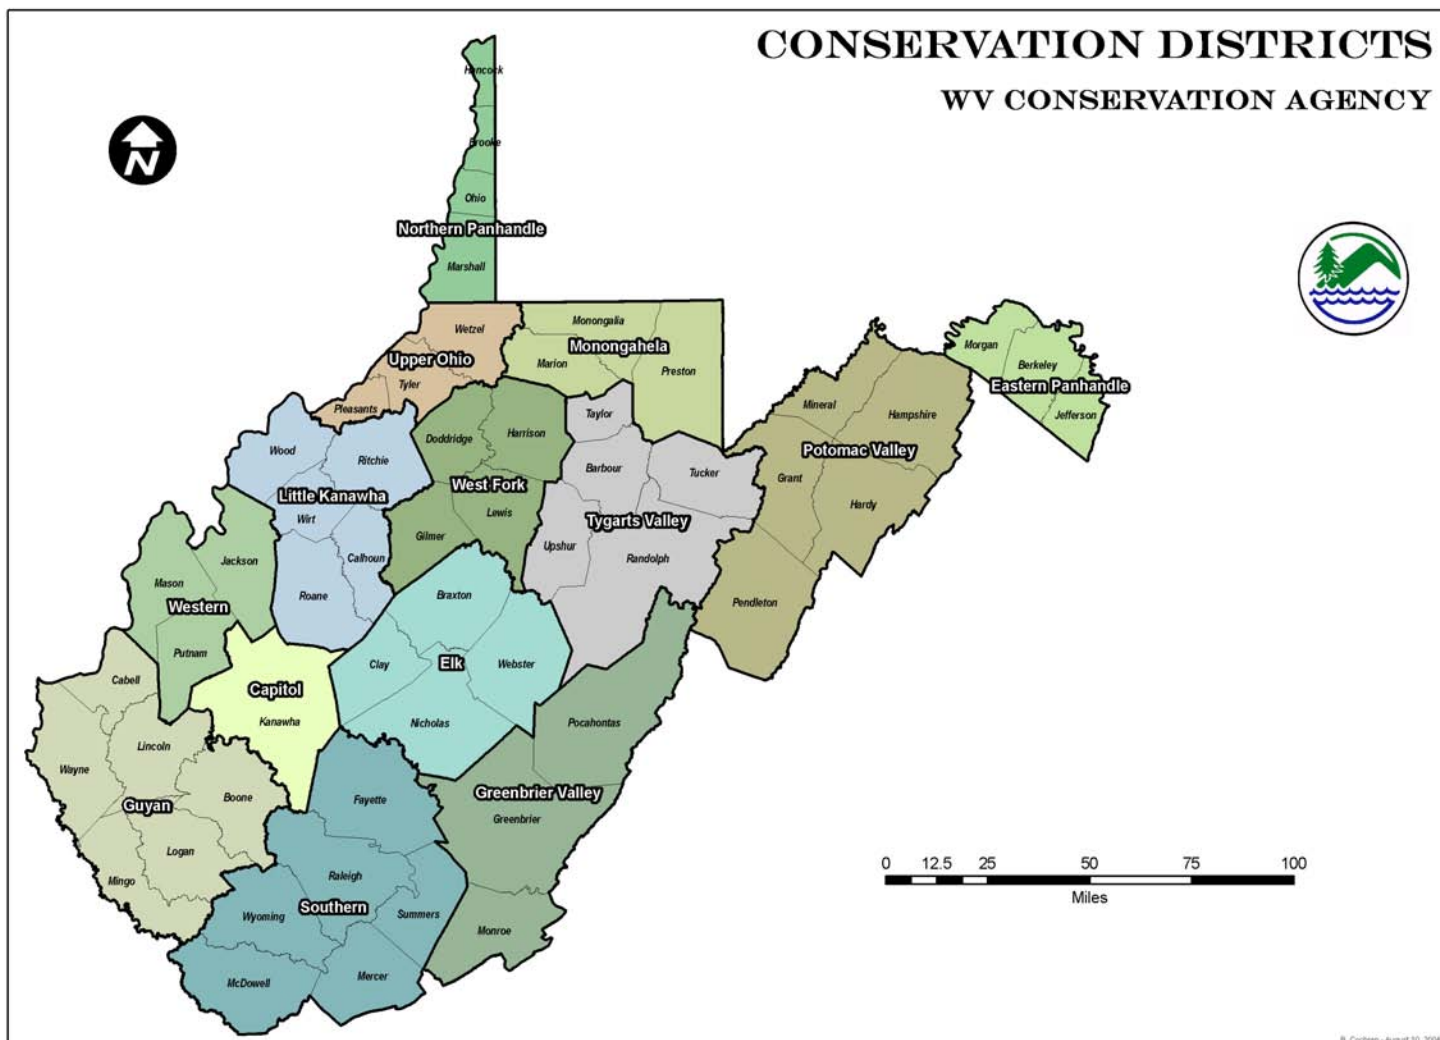 CONSERVATION DISTRICTS
WV CONSERVATION AGENCY
N
Hancock
Brooke
Ohio
Northern Panhandle
Marshall
Wetzel
Upper Ohio
Tyler
Pleasants
Monongalia
Monongahela
Marion
Preston
Morgan
Berkeley
Eastern Panhandle
Jefferson
Mineral
Hampshire
Potomac Valley
Grant
Hardy
Pendleton
Wood
Ritchie
Little Kanawha
Wirt
Calhoun
Roane
Doddridge
Harrison
West Fork
Lewis
Gilmer
Taylor
Barbour
Tucker
Tygarts Valley
Upshur
Randolph
Jackson
Mason
Western
Putnam
Braxton
Clay
Elk
Webster
Nicholas
Capitol
Kanawha
Cabell
Lincoln
Wayne
Boone
Guyan
Logan
Mingo
Pocahontas
Greenbrier Valley
Greenbrier
Monroe
Fayette
Raleigh
Southern
Summers
Wyoming
Mercer
McDowell
0 12.5 25 50 75 100
Miles